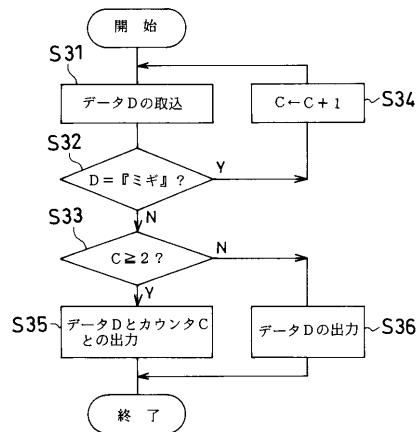 開 始
S31
データDの取込
C←C+1
S34
S32
D=『ミギ』?
Y
N
S33
C≧2?
N
Y
S35
データDとカウンタC
との出力
データDの出力
S36
終 了